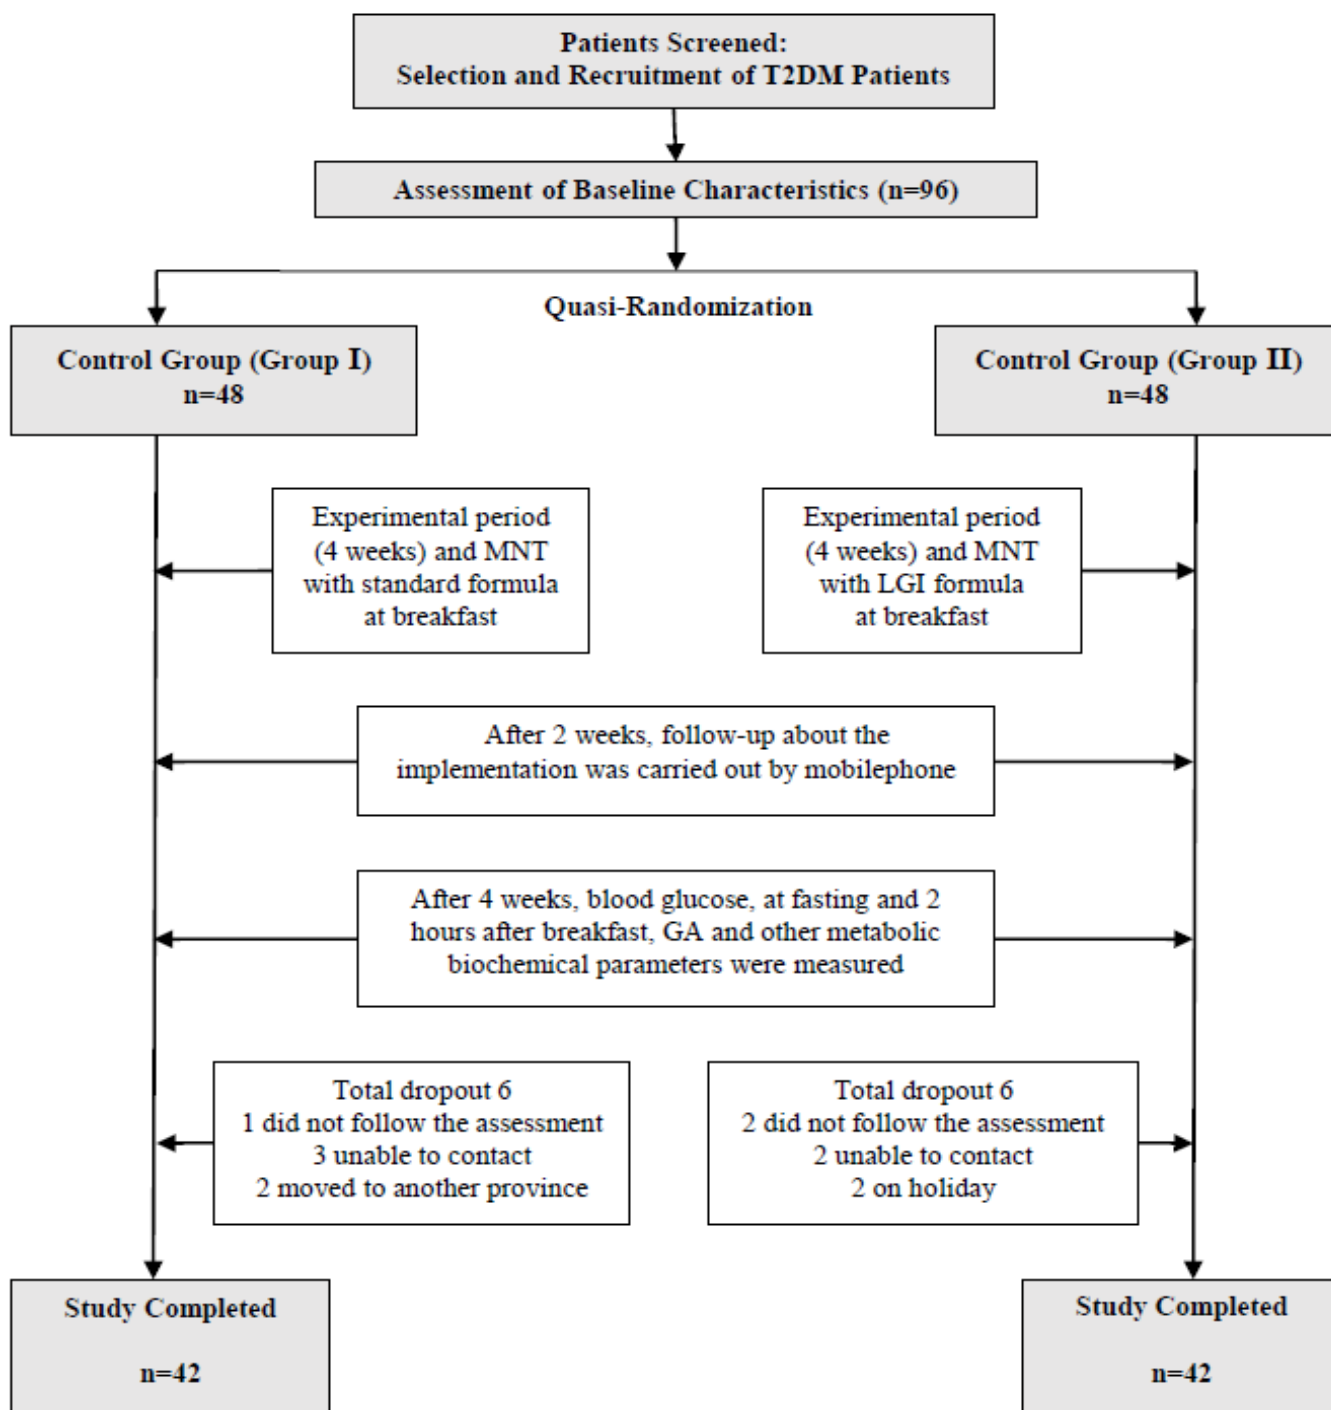 Patients Screened:
Selection and Recruitment of T2DM Patients
Assessment of Baseline Characteristics (n=96)
Quasi-Randomization
Control Group (Group I)
n=48
Control Group (Group II)
n=48
Experimental period
(4 weeks) and MNT
with standard formula
at breakfast
Experimental period
(4 weeks) and MNT
with LGI formula
at breakfast
After 2 weeks, follow-up about the
implementation was carried out by mobilephone
After 4 weeks, blood glucose, at fasting and 2
hours after breakfast, GA and other metabolic
biochemical parameters were measured
Total dropout 6
1 did not follow the assessment
3 unable to contact
2 moved to another province
Total dropout 6
2 did not follow the assessment
2 unable to contact
2 on holiday
Study Completed
n=42
Study Completed
n=42